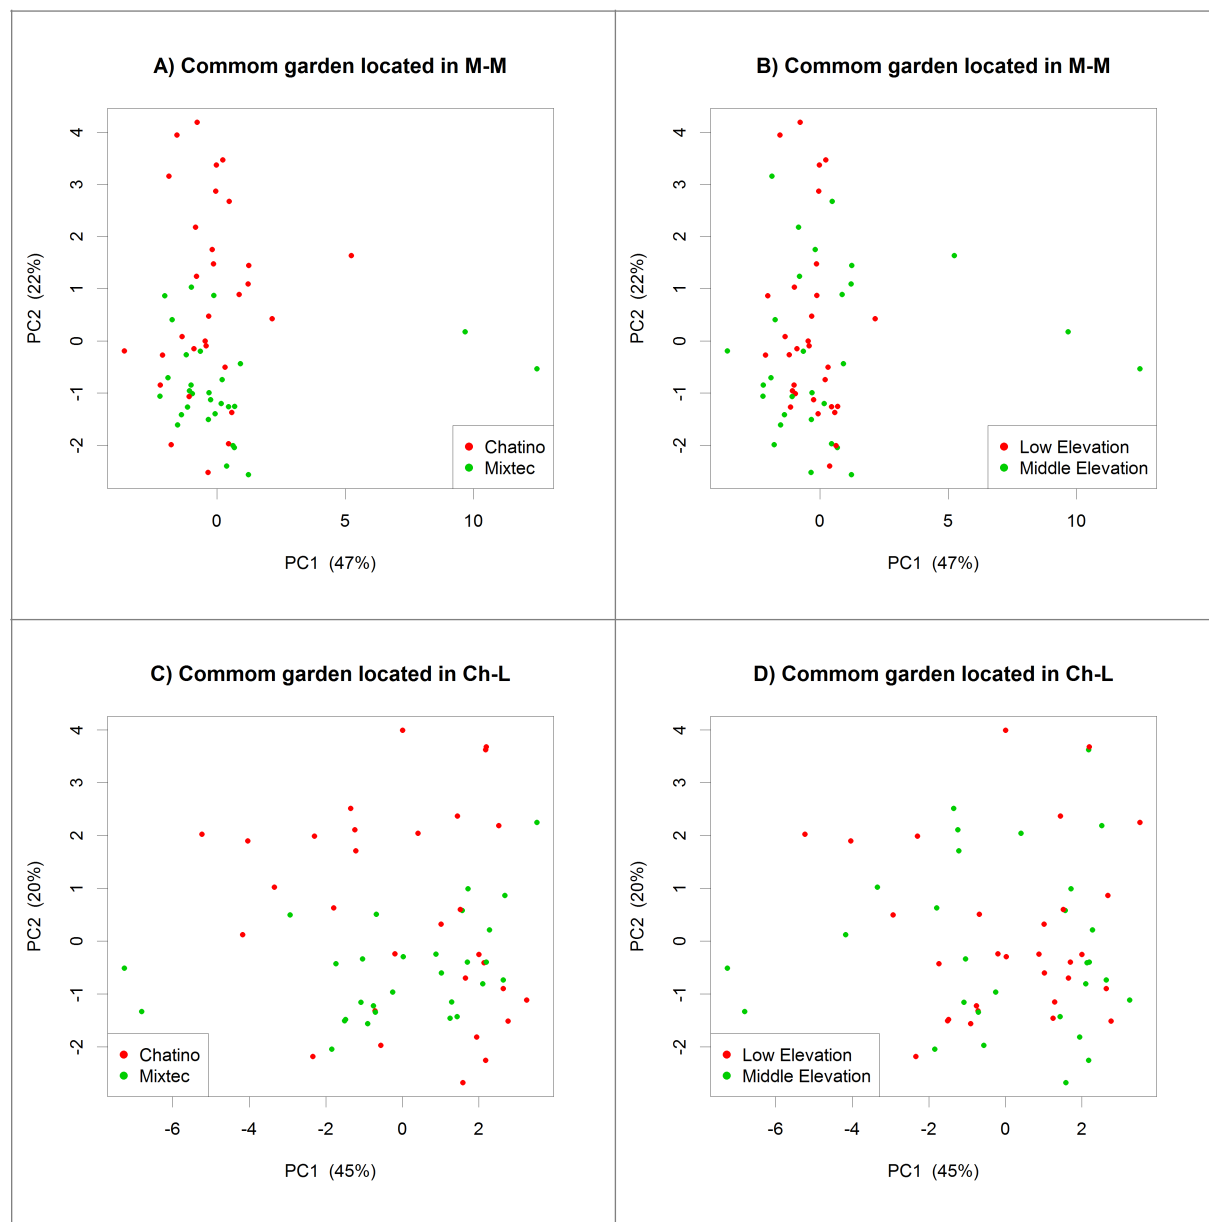 A) Commom garden located in M-M
PC2 (22%)
4
3
2
1
0
-1
-2
Chatino
Mixtec
0 5 10
PC1 (47%)
B) Commom garden located in M-M
PC2 (22%)
4
3
2
1
0
-1
-2
Low Elevation
Middle Elevation
0 5 10
PC1 (47%)
C) Commom garden located in Ch-L
PC2 (20%)
4
3
2
1
0
-1
-2
Chatino
Mixtec
-6 -4 -2 0 2
PC1 (45%)
D) Commom garden located in Ch-L
PC2 (20%)
4
3
2
1
0
-1
-2
Low Elevation
Middle Elevation
-6 -4 -2 0 2
PC1 (45%)